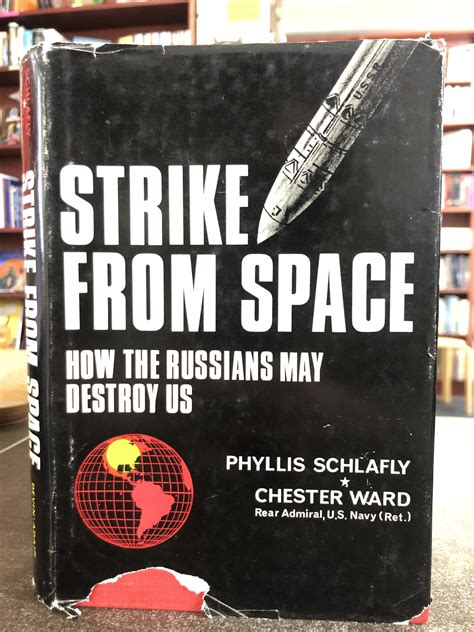 USSR
STRIKE
FROM SPACE
HOW THE RUSSIANS MAY
DESTROY US
PHYLLIS SCHLAFLY
★
CHESTER WARD
Rear Admiral, U.S. Navy (Ret.)
STRIKE FROM SPACE